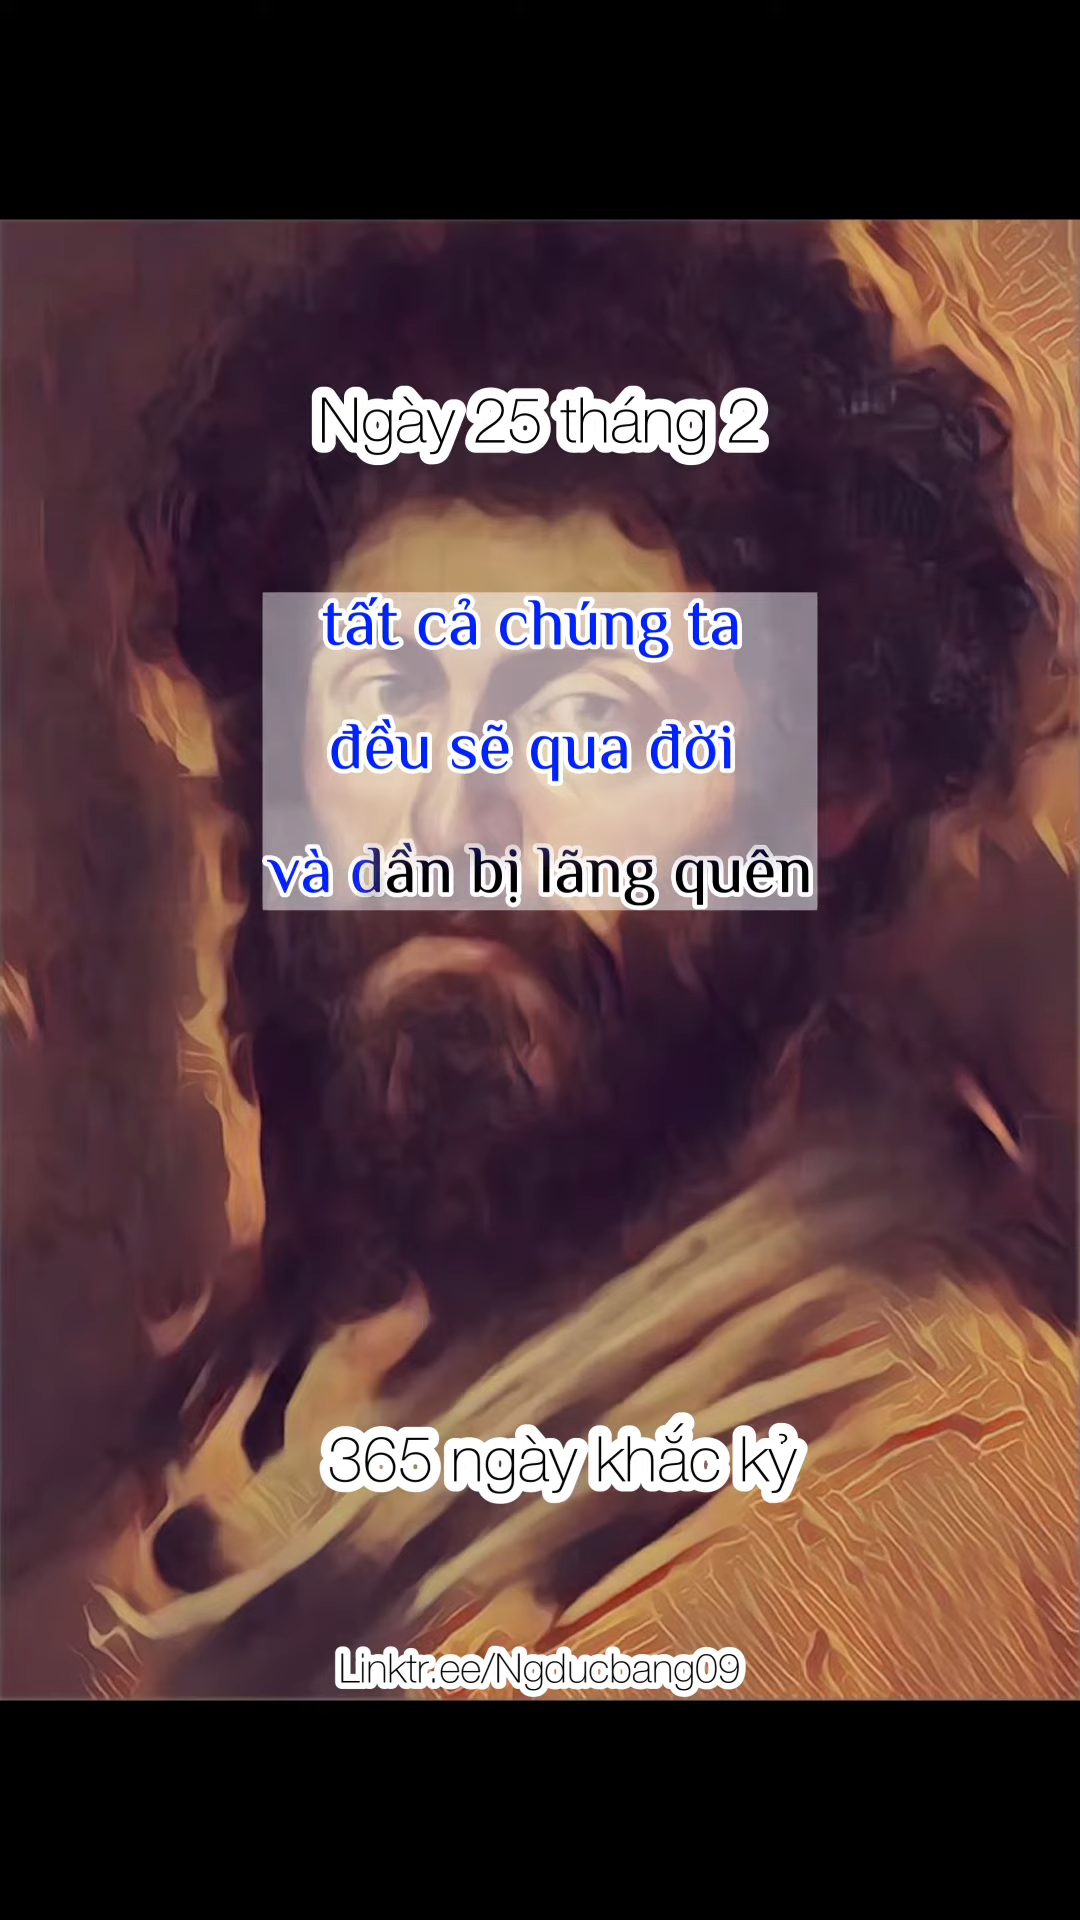 Ngày 25 tháng 2
tất cả chúng ta
đều sẽ qua đời
và dần bị lãng quên
365 ngày khắc kỷ
Linktr.ee/Ngducbang09